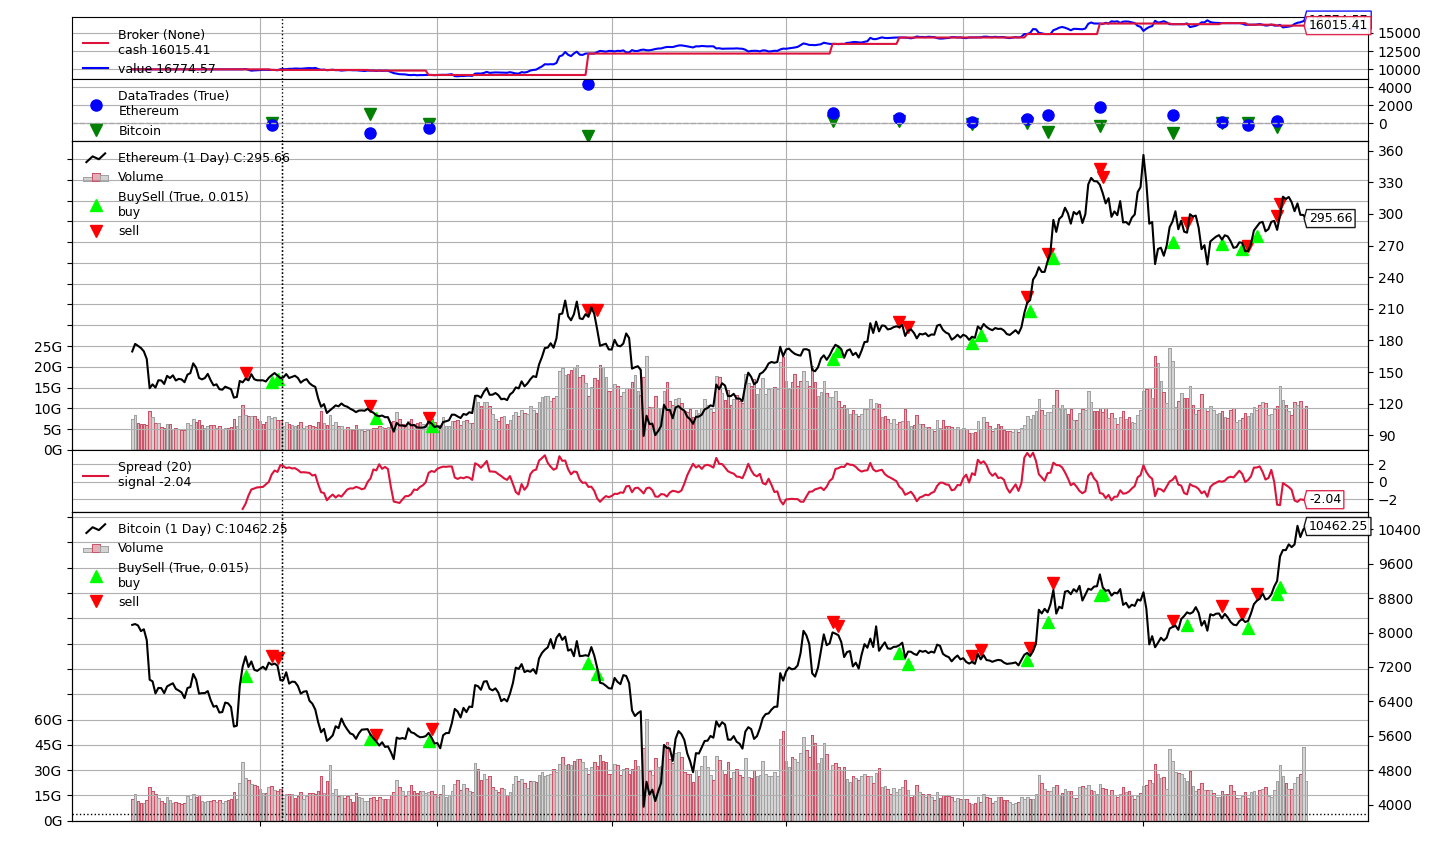 Broker (None)
cash 16015.41
value 16774.57
16015.41
15000
12500
10000
DataTrades (True)
Ethereum
Bitcoin
4000
2000
0
Ethereum (1 Day) C:295.66
Volume
BuySell (True, 0.015)
buy
sell
360
330
300
295.66
270
240
210
180
150
120
90
25G
20G
15G
10G
5G
0G
Spread (20)
signal -2.04
2
0
−2
-2.04
Bitcoin (1 Day) C:10462.25
Volume
BuySell (True, 0.015)
buy
sell
10462.25
10400
9600
8800
8000
7200
6400
5600
4800
4000
60G
45G
30G
15G
0G